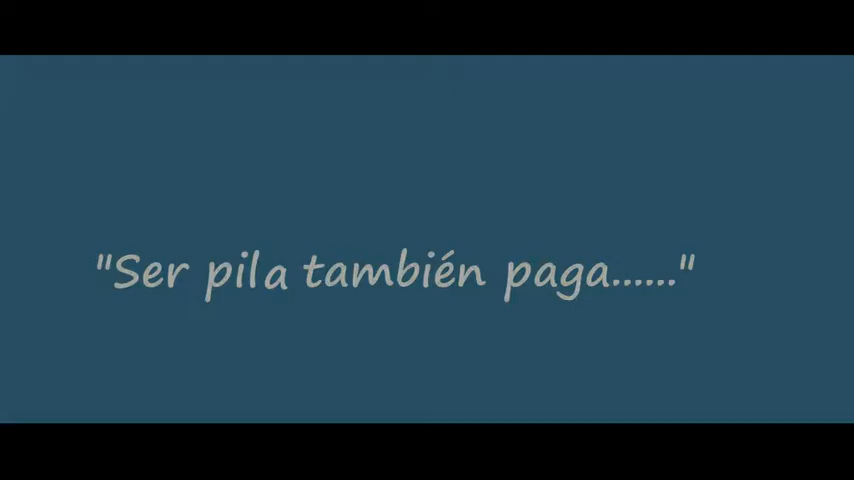 "Ser pila también paga......"